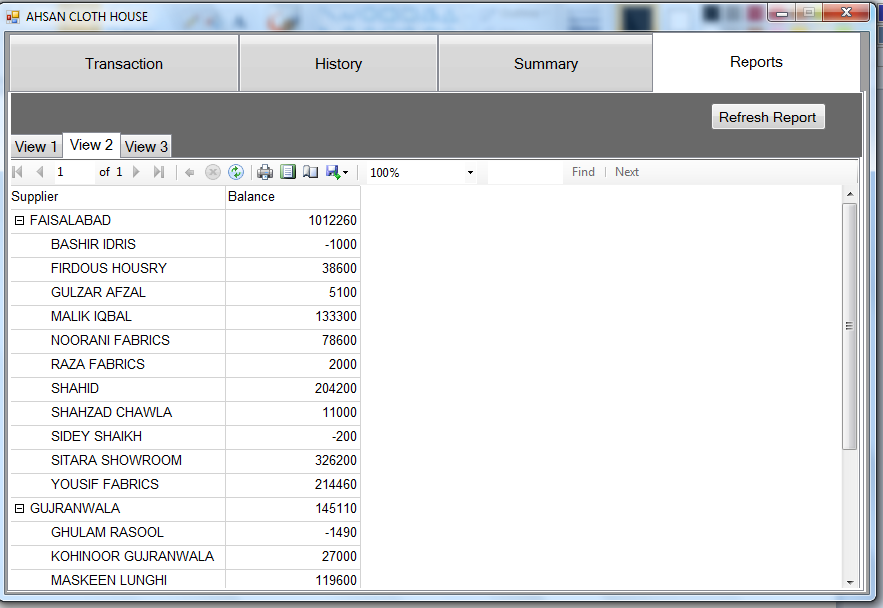 AHSAN CLOTH HOUSE
Transaction History Summary Reports
Refresh Report
View 1 View 2 View 3
1 of 1 100% Find Next
Supplier Balance
FAISALABAD 1012260
BASHIR IDRIS -1000
FIRDOUS HOUSRY 38600
GULZAR AFZAL 5100
MALIK IQBAL 133300
NOORANI FABRICS 78600
RAZA FABRICS 2000
SHAHID 204200
SHAHZAD CHAWLA 11000
SIDEY SHAIKH -200
SITARA SHOWROOM 326200
YOUSIF FABRICS 214460
GUJRANWALA 145110
GHULAM RASOOL -1490
KOHINOOR GUJRANWALA 27000
MASKEEN LUNGHI 119600